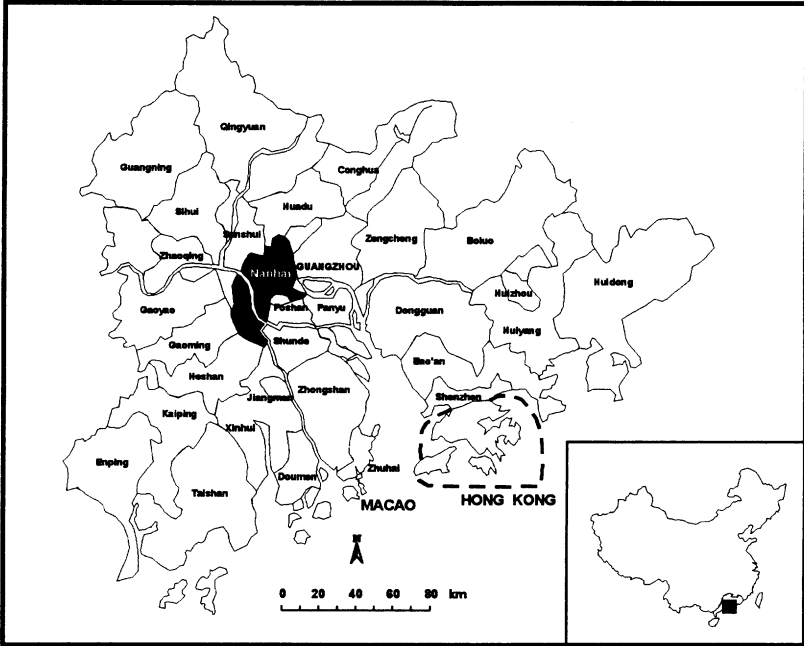 Qingyuan
Guangning
Conghua
Sihui
Huadu
Sanshui
Zengcheng
Boluo
Zhaoqing
Nanhai
GUANGZHOU
Huidong
Huizhou
Gaoyao
Foshan
Panyu
Dongguan
Huiyang
Gaoming
Shunde
Bao'an
Heshan
Jiangmen
Zhongshan
Shenzhen
Kaiping
Xinhui
Enping
Zhuhai
Doumen
Taishan
MACAO
HONG KONG
N
0 20 40 60 80 km